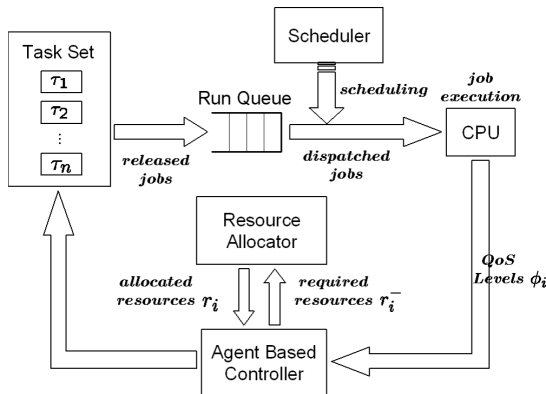 Scheduler
Task Set
τ1
τ2
...
τn
Run Queue
scheduling
job
execution
CPU
released
jobs
dispatched
jobs
Resource
Allocator
QoS
Levels ϕi
allocated
resources ri
required
resources ri−
Agent Based
Controller